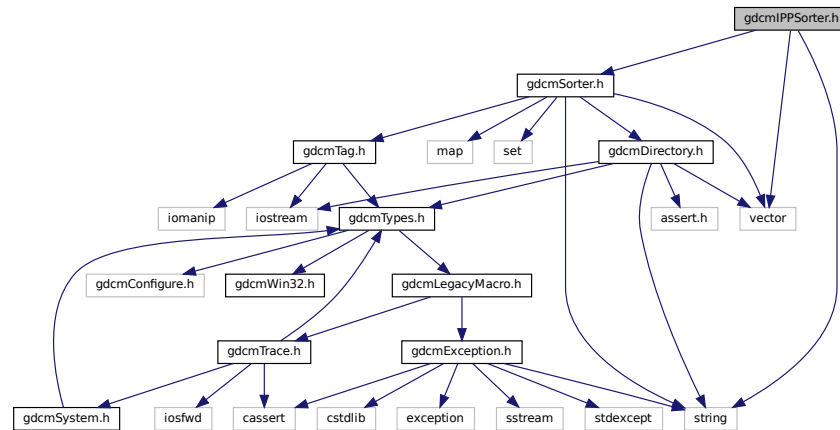 gdcmIPPSorter.h
gdcmSorter.h
gdcmTag.h
map
set
gdcmDirectory.h
iomanip
iostream
gdcmTypes.h
assert.h
vector
gdcmConfigure.h
gdcmWin32.h
gdcmLegacyMacro.h
gdcmTrace.h
gdcmException.h
gdcmSystem.h
iosfwd
cassert
cstdlib
exception
sstream
stdexcept
string